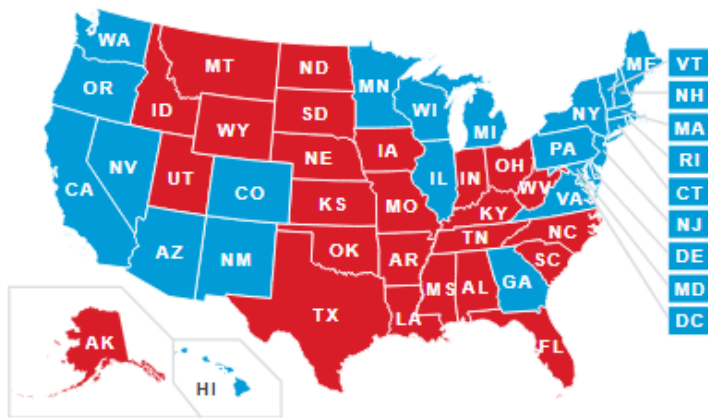 WA
MT
ND
MN
ME
VT
OR
ID
SD
WI
MI
NY
NH
WY
MA
NV
NE
IA
PA
RI
CA
UT
CO
IL
IN
OH
WV
VA
CT
KS
MO
KY
NJ
AZ
NM
OK
AR
TN
NC
DE
SC
MD
TX
MS
AL
GA
LA
DC
AK
FL
HI